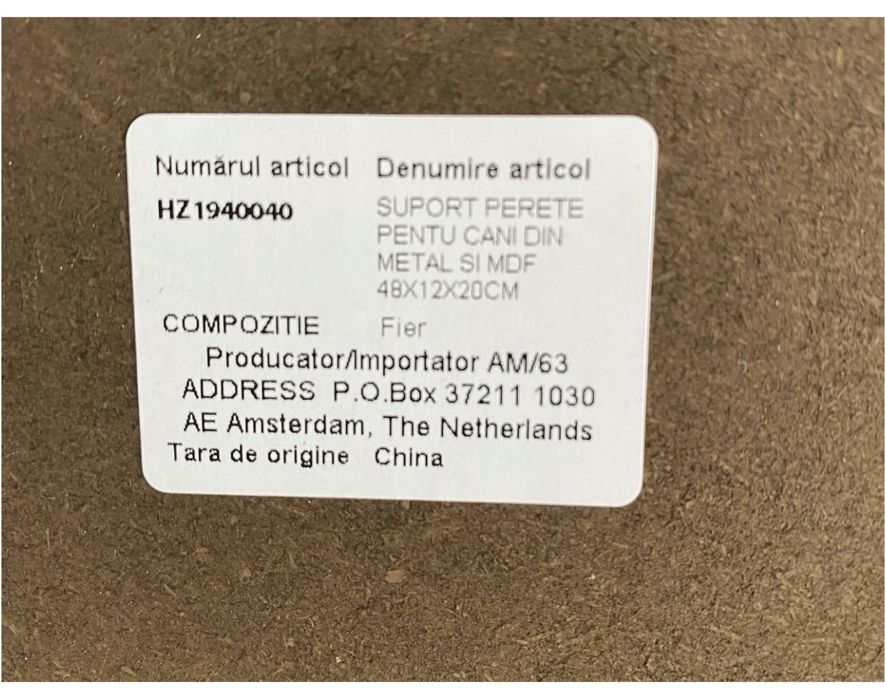 Numărul articol Denumire articol
HZ1940040 SUPORT PERETE
PENTU CANI DIN
METAL SI MDF
48X12X20CM
COMPOZITIE Fier
Producator/Importator AM/63
ADDRESS P.O.Box 37211 1030
AE Amsterdam, The Netherlands
Tara de origine China